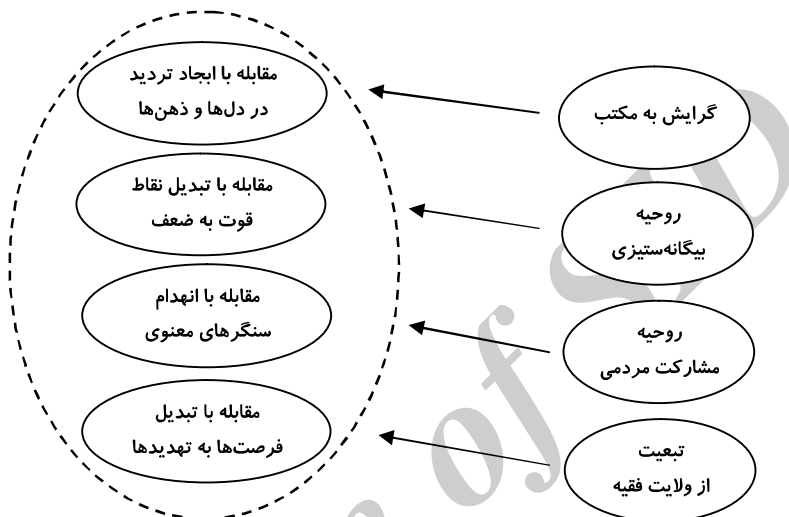 مقابله با ابجاد تردید
در دل‌ها و ذهن‌ها
گرایش به مکتب
مقابله با تبدیل نقاط
قوت به ضعف
روحیه
بیگانه‌ستیزی
مقابله با انهدام
سنگرهای معنوی
روحیه
مشارکت مردمی
مقابله با تبدیل
فرصت‌ها به تهدیدها
تبعیت
از ولایت فقیه
of